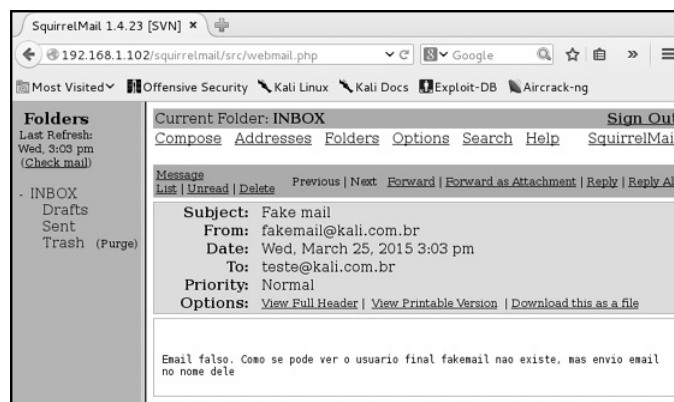 SquirrelMail 1.4.23 [SVN]
192.168.1.102/squirrelmail/src/webmail.php
Google
Most Visited
Offensive Security
Kali Linux
Kali Docs
Exploit-DB
Aircrack-ng
Folders
Last Refresh:
Wed, 3:03 pm
(Check mail)
- INBOX
Drafts
Sent
Trash (Purge)
Current Folder: INBOX
Sign Out
Compose Addresses Folders Options Search Help SquirrelMai
Message
List | Unread | Delete
Previous | Next Forward | Forward as Attachment | Reply | Reply Al
Subject: Fake mail
From: fakemail@kali.com.br
Date: Wed, March 25, 2015 3:03 pm
To: teste@kali.com.br
Priority: Normal
Options: View Full Header | View Printable Version | Download this as a file
Email falso. Como se pode ver o usuario final fakemail nao existe, mas envio email
no nome dele